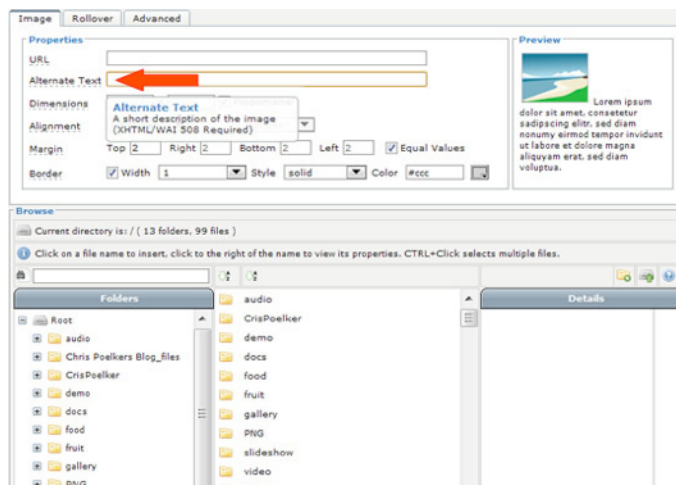 Image Rollover Advanced
Properties
URL
Alternate Text
Dimensions
Alternate Text
A short description of the image
(XHTML/WAI 508 Required)
Alignment
Margin Top 2 Right 2 Bottom 2 Left 2 Equal Values
Border Width 1 Style solid Color #ccc
Preview
Lorem ipsum
dolor sit amet, consetetur
sadipscing elitr, sed diam
nonumy eirmod tempor invidunt
ut labore et dolore magna
aliquyam erat, sed diam
voluptua.
Browse
Current directory is: / ( 13 folders, 99 files )
Click on a file name to insert, click to the right of the name to view its properties. CTRL+Click selects multiple files.
Folders
Root
audio
Chris Poelkers Blog_files
CrisPoelker
demo
docs
food
fruit
gallery
PNG
audio
CrisPoelker
demo
docs
food
fruit
gallery
PNG
slideshow
video
Details